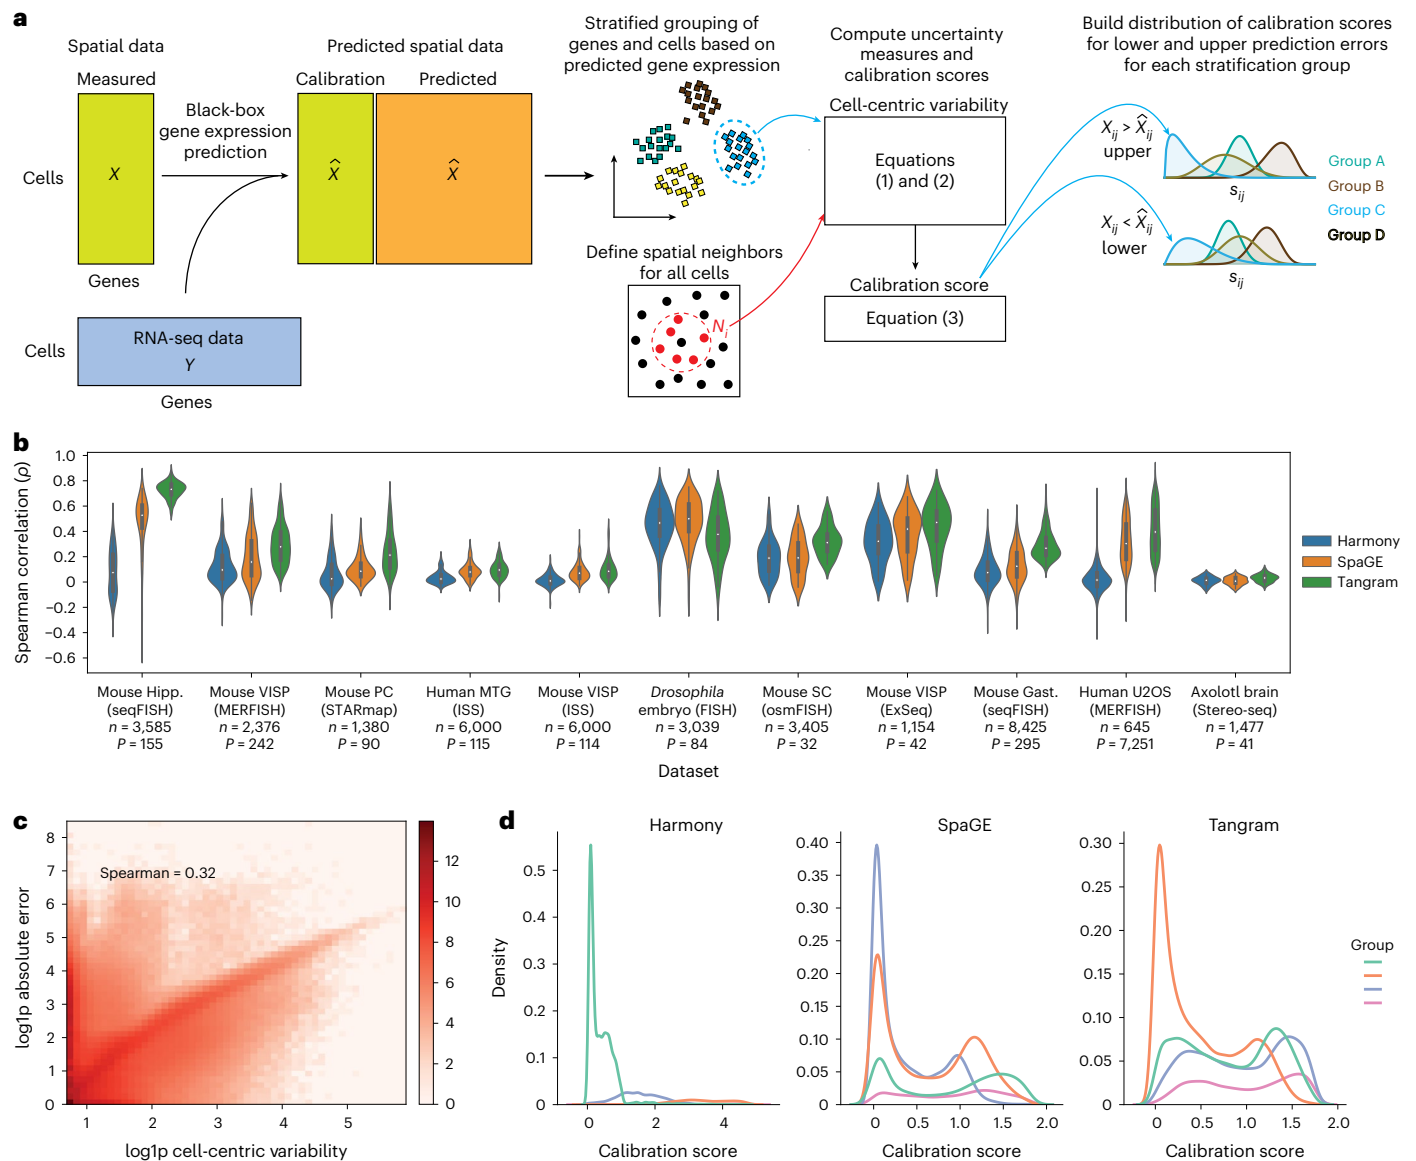 a
Spatial data
Measured
X
Cells
Genes
Black-box
gene expression
prediction
Predicted spatial data
Calibration
Predicted
X̂
X̂
RNA-seq data
Y
Cells
Genes
Stratified grouping of
genes and cells based on
predicted gene expression
Define spatial neighbors
for all cells
N_i
Compute uncertainty
measures and
calibration scores
Cell-centric variability
Equations
(1) and (2)
Calibration score
Equation (3)
Build distribution of calibration scores
for lower and upper prediction errors
for each stratification group
X_ij > X̂_ij
upper
s_ij
X_ij < X̂_ij
lower
s_ij
Group A
Group B
Group C
Group D
b
Spearman correlation (ρ)
1.0
0.8
0.6
0.4
0.2
0
−0.2
−0.4
−0.6
Mouse Hipp.
(seqFISH)
n = 3,585
P = 155
Mouse VISP
(MERFISH)
n = 2,376
P = 242
Mouse PC
(STARmap)
n = 1,380
P = 90
Human MTG
(ISS)
n = 6,000
P = 115
Mouse VISP
(ISS)
n = 6,000
P = 114
Drosophila
embryo (FISH)
n = 3,039
P = 84
Mouse SC
(osmFISH)
n = 3,405
P = 32
Mouse VISP
(ExSeq)
n = 1,154
P = 42
Mouse Gast.
(seqFISH)
n = 8,425
P = 295
Human U2OS
(MERFISH)
n = 645
P = 7,251
Axolotl brain
(Stereo-seq)
n = 1,477
P = 41
Dataset
Harmony
SpaGE
Tangram
c
log1p absolute error
8
7
6
5
4
3
2
1
0
Spearman = 0.32
1 2 3 4 5
log1p cell-centric variability
12
10
8
6
4
2
0
d
Harmony
Density
0.5
0.4
0.3
0.2
0.1
0
0 2 4
Calibration score
SpaGE
0.40
0.35
0.30
0.25
0.20
0.15
0.10
0.05
0
0 0.5 1.0 1.5 2.0
Calibration score
Tangram
0.30
0.25
0.20
0.15
0.10
0.05
0
0 0.5 1.0 1.5 2.0
Calibration score
Group